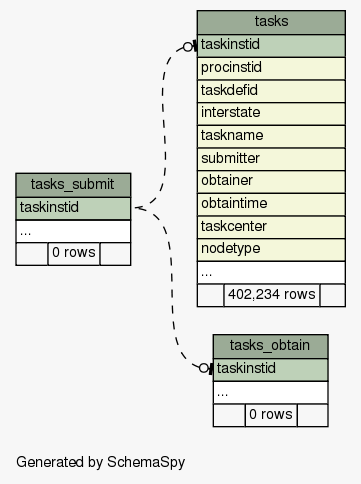 tasks
taskinstid
procinstid
taskdefid
interstate
taskname
submitter
obtainer
obtaintime
taskcenter
nodetype
...
402,234 rows
tasks_submit
taskinstid
...
0 rows
tasks_obtain
taskinstid
...
0 rows
Generated by SchemaSpy